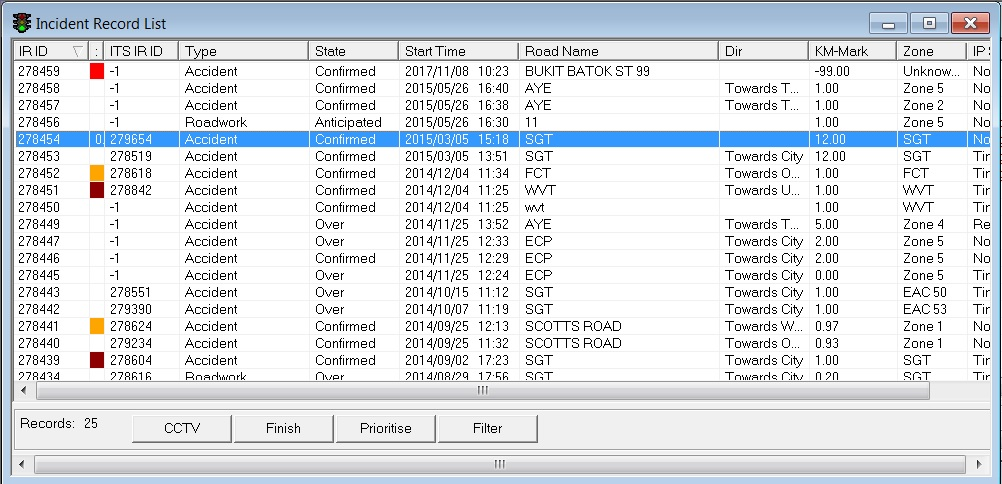 Incident Record List
IR ID : ITS IR ID Type State Start Time Road Name Dir KM-Mark Zone IP S
278459 -1 Accident Confirmed 2017/11/08 10:23 BUKIT BATOK ST 99 -99.00 Unknow... No
278458 -1 Accident Confirmed 2015/05/26 16:40 AYE Towards T... 1.00 Zone 5 No
278457 -1 Accident Confirmed 2015/05/26 16:38 AYE Towards T... 1.00 Zone 2 No
278456 -1 Roadwork Anticipated 2015/05/26 16:30 11 1.00 Zone 5 No
278454 0. 279654 Accident Confirmed 2015/03/05 15:18 SGT 12.00 SGT No
278453 278519 Accident Confirmed 2015/03/05 13:51 SGT Towards City 12.00 SGT Tir
278452 278618 Accident Confirmed 2014/12/04 11:34 FCT Towards O... 1.00 FCT No
278451 278842 Accident Confirmed 2014/12/04 11:25 WVT Towards U... 1.00 WVT Tir
278450 -1 Accident Confirmed 2014/12/04 11:25 wvt 1.00 WVT Tir
278449 -1 Accident Over 2014/11/25 13:52 AYE Towards T... 5.00 Zone 4 Re
278447 -1 Accident Over 2014/11/25 12:33 ECP Towards City 2.00 Zone 5 No
278446 -1 Accident Confirmed 2014/11/25 12:29 ECP Towards City 2.00 Zone 5 No
278445 -1 Accident Over 2014/11/25 12:24 ECP Towards City 0.00 Zone 5 No
278443 278551 Accident Over 2014/10/15 11:12 SGT Towards City 1.00 EAC 50 Tir
278442 279390 Accident Over 2014/10/07 11:19 SGT Towards City 1.00 EAC 53 Tir
278441 278624 Accident Confirmed 2014/09/25 12:13 SCOTTS ROAD Towards W... 0.97 Zone 1 No
278440 279234 Accident Confirmed 2014/09/25 11:32 SCOTTS ROAD Towards O... 0.93 Zone 1 No
278439 278604 Accident Confirmed 2014/09/02 17:23 SGT Towards City 1.00 SGT Tir
278434 278616 Roadwork Over 2014/08/29 17:56 SGT Towards City 0.20 SGT Tir
Records: 25 CCTV Finish Prioritise Filter